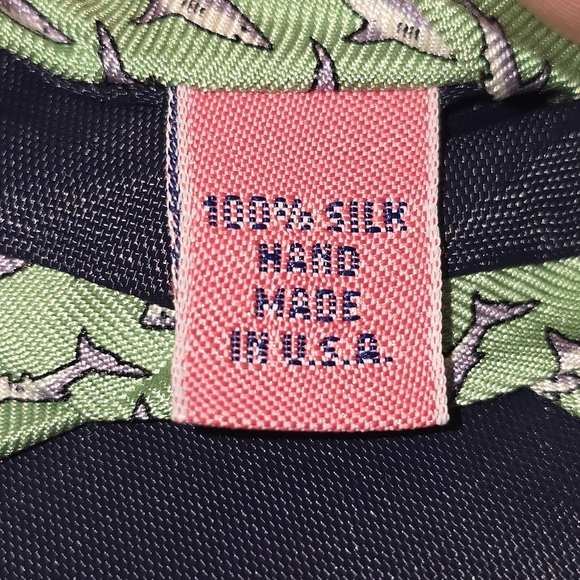 100% SILK
HAND
MADE
IN U.S.A.